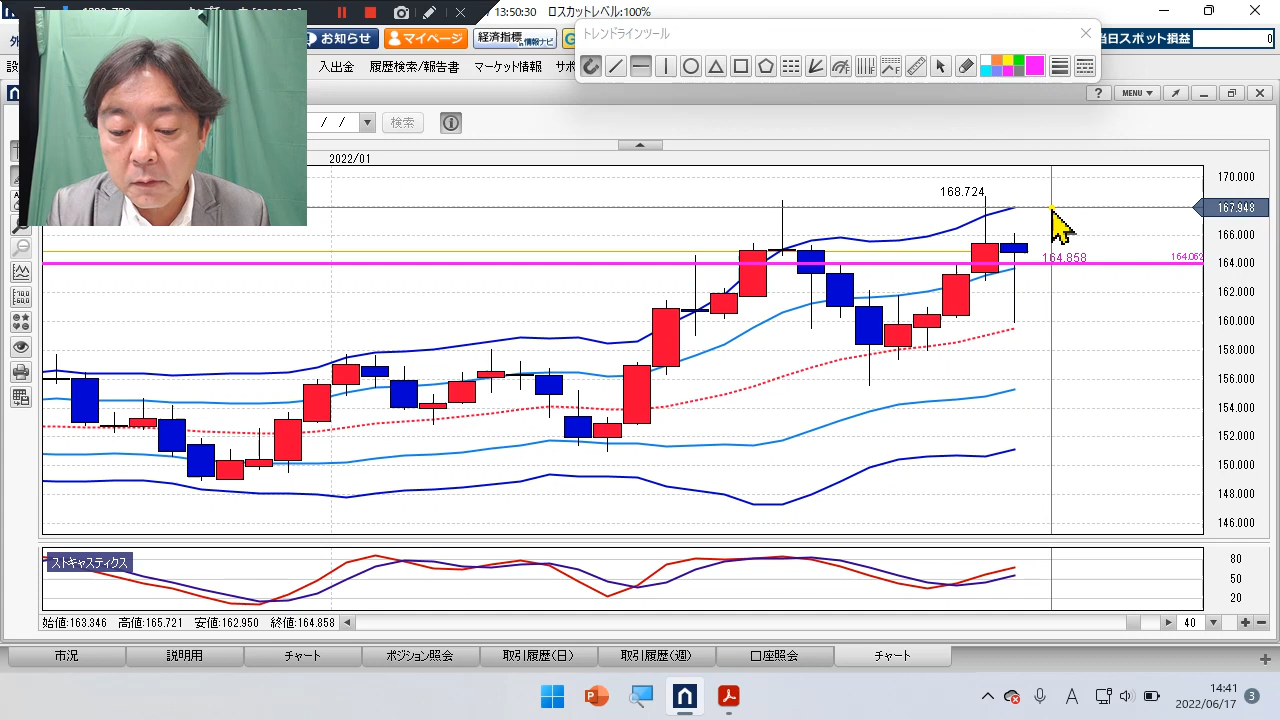 13:50:30 ロスカットレベル:100%
お知らせ
マイページ
経済指標
in情報ナビ
トレンドラインツール
当日スポット損益
0
入出金
履歴検索/報告書
マーケット情報
MENU
/ /
検索
2022/01
168.724
164.858
164.062
170.000
167.948
166.000
164.000
162.000
160.000
158.000
156.000
154.000
152.000
150.000
148.000
146.000
ストキャスティクス
80
50
20
始値:163.346 高値:165.721 安値:162.950 終値:164.858
40
市況
説明用
チャート
ポジション照会
取引履歴(日)
取引履歴(週)
口座照会
チャート
A
14:41
2022/06/17
3